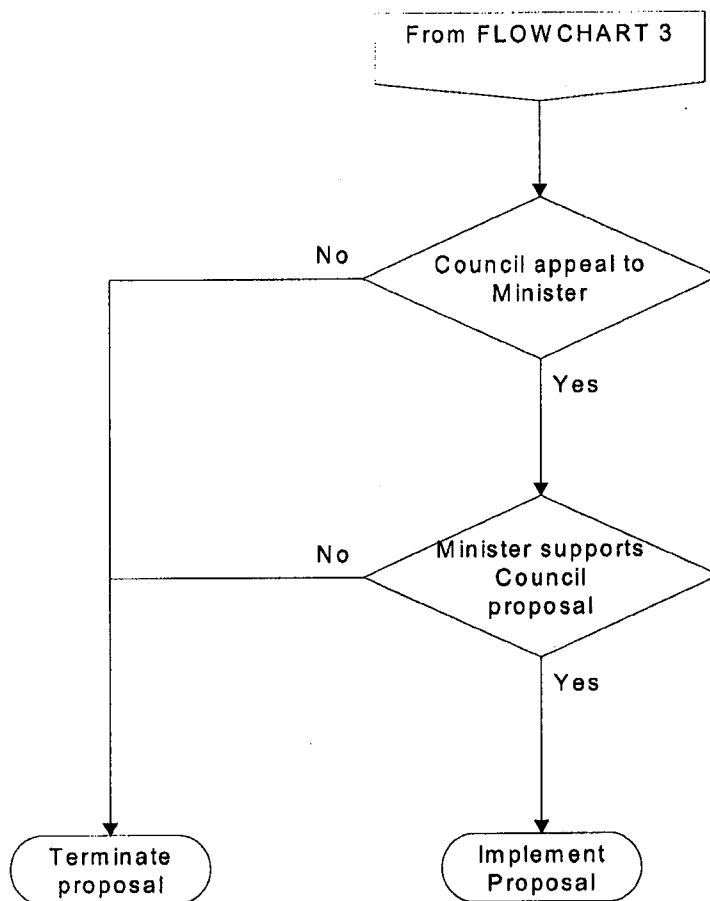 From FLOWCHART 3
No
Council appeal to
Minister
Yes
No
Minister supports
Council
proposal
Yes
Terminate
proposal
Implement
Proposal